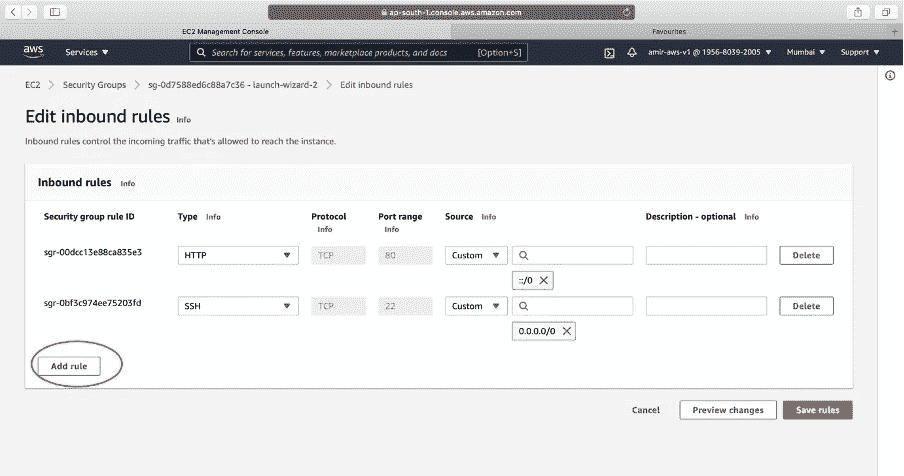 ap-south-1.console.aws.amazon.com
EC2 Management Console Favourites
aws Services Search for services, features, marketplace products, and docs [Option+S] amir-aws-v1 @ 1956-8039-2005 Mumbai Support
EC2 > Security Groups > sg-0d7588ed6c88a7c36 - launch-wizard-2 > Edit inbound rules
Edit inbound rules Info
Inbound rules control the incoming traffic that's allowed to reach the instance.
Inbound rules Info
Security group rule ID Type Info Protocol Info Port range Info Source Info Description - optional Info
sgr-00dcc13e88ca835e3 HTTP TCP 80 Custom Delete
::/0
sgr-0bf3c974ee75203fd SSH TCP 22 Custom Delete
0.0.0.0/0
Add rule
Cancel Preview changes Save rules